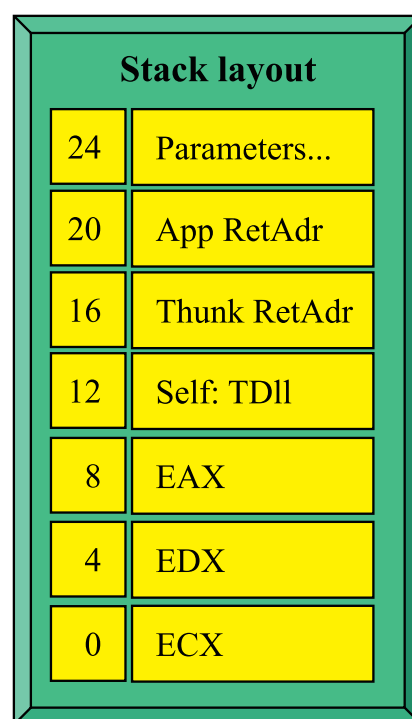 Stack layout
24 Parameters...
20 App RetAdr
16 Thunk RetAdr
12 Self: TDll
8 EAX
4 EDX
0 ECX